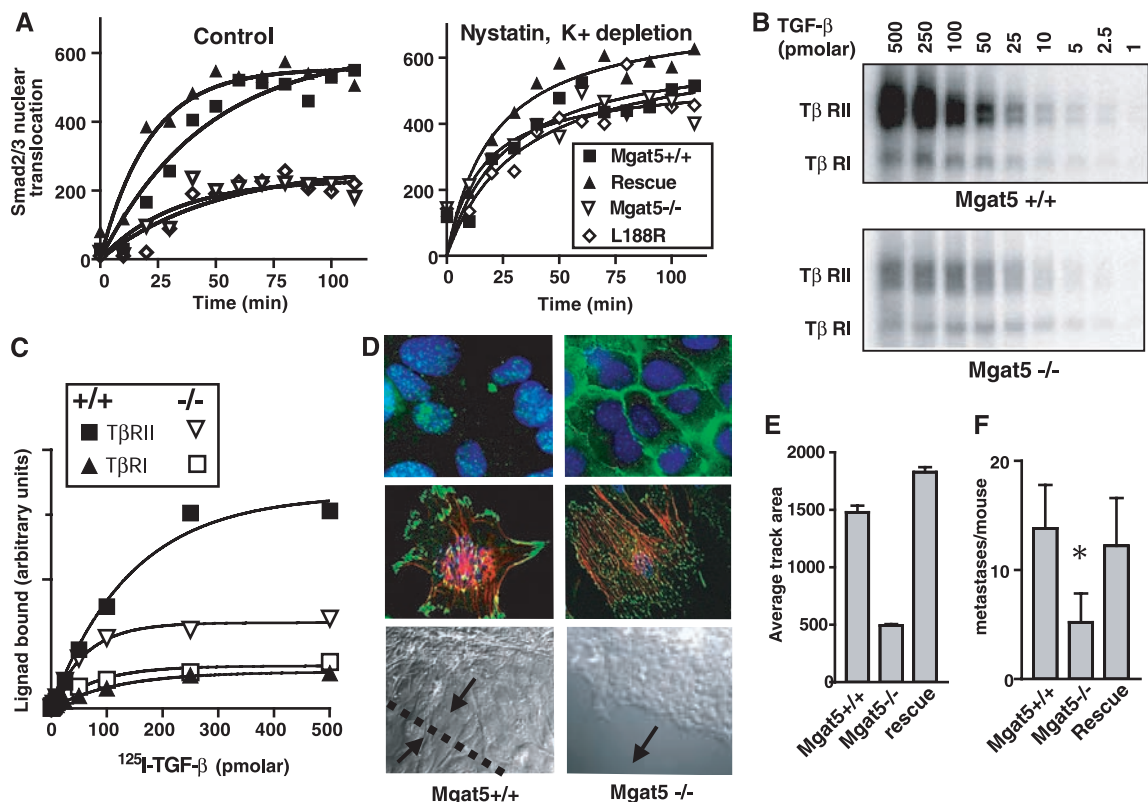 A
Control
Nystatin, K+ depletion
Smad2/3 nuclear
translocation
600
400
200
0
0 25 50 75 100
Time (min)
600
400
200
0
0 25 50 75 100
Time (min)
Mgat5+/+
Rescue
Mgat5-/-
L188R
B
TGF-β
(pmolar)
500 250 100 50 25 10 5 2.5 1
Tβ RII
Tβ RI
Mgat5 +/+
Tβ RII
Tβ RI
Mgat5 -/-
C
+/+ -/-
TβRII
TβRI
Lignad bound (arbitrary units)
0 100 200 300 400 500
125I-TGF-β (pmolar)
D
Mgat5+/+
Mgat5 -/-
E
Average track area
2000
1500
1000
500
0
Mgat5+/+
Mgat5-/-
rescue
F
metastases/mouse
20
10
0
*
Mgat5+/+
Mgat5-/-
Rescue